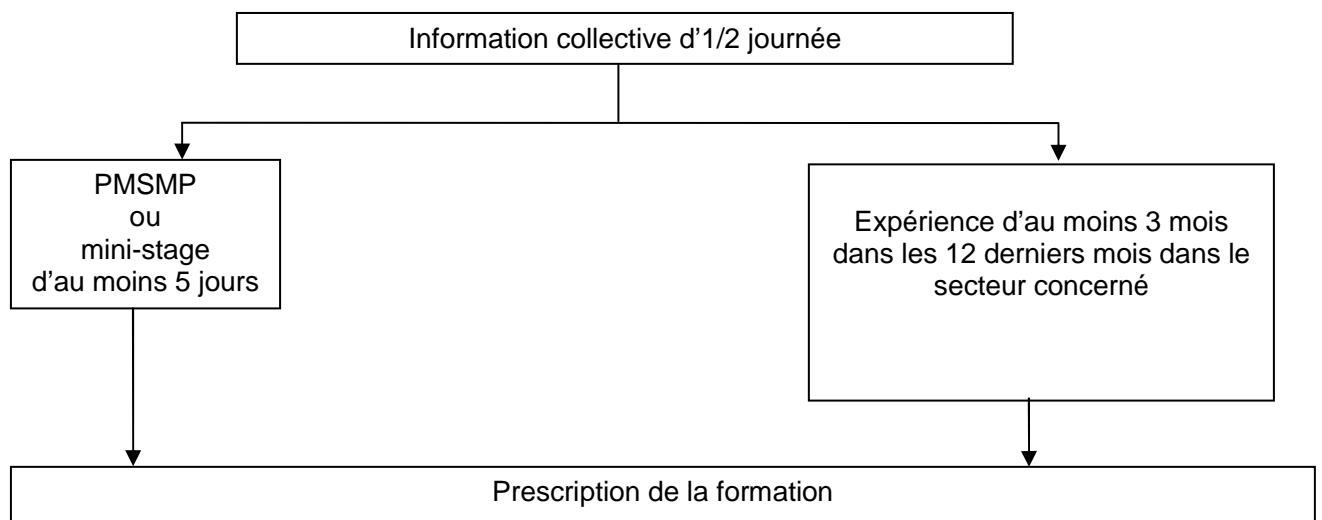 Information collective d'1/2 journée
PMSMP
ou
mini-stage
d'au moins 5 jours
Expérience d'au moins 3 mois
dans les 12 derniers mois dans le
secteur concerné
Prescription de la formation